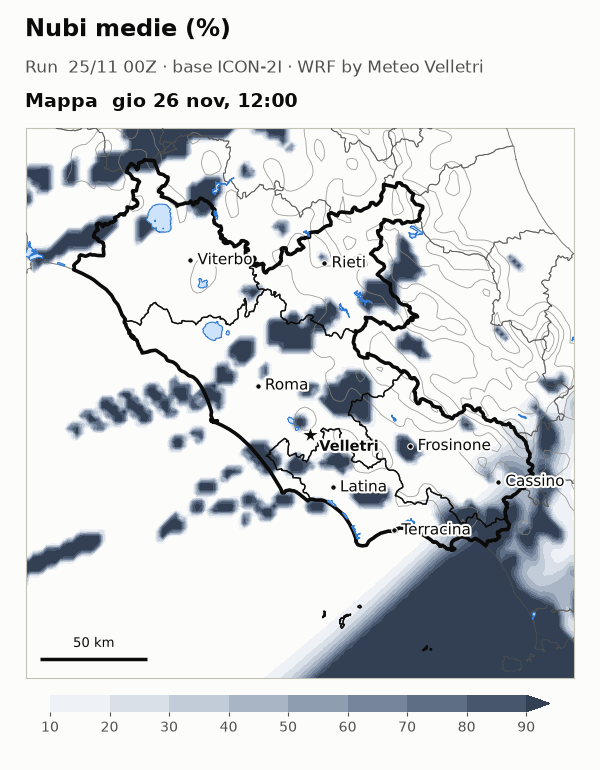 Nubi medie (%)
Run  25/11 00Z · base ICON-2I · WRF by Meteo Velletri
Mappa  gio 26 nov, 12:00
Viterbo
Rieti
Roma
Velletri
Frosinone
Cassino
Latina
Terracina
50 km
10 20 30 40 50 60 70 80 90